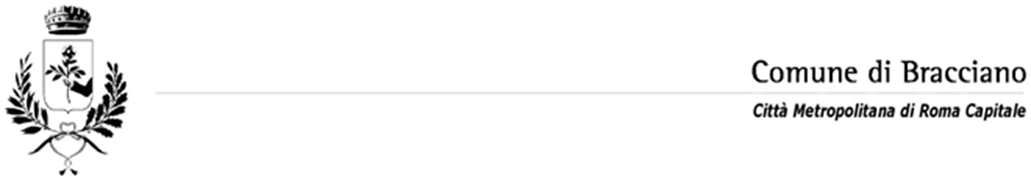 Comune di Bracciano
Città Metropolitana di Roma Capitale